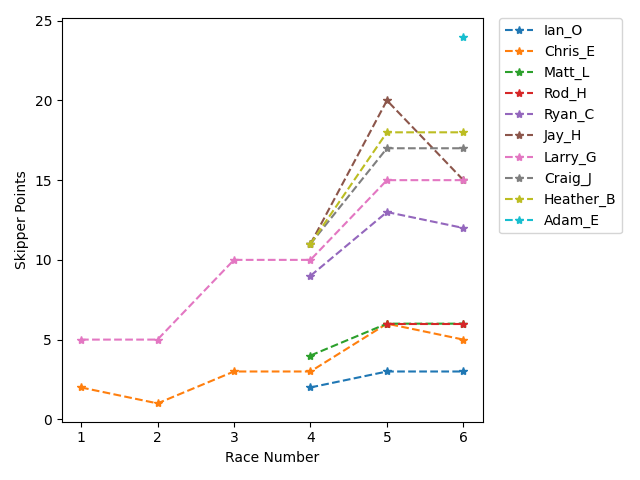 25
20
15
10
5
0
Skipper Points
1 2 3 4 5 6
Race Number
Ian_O
Chris_E
Matt_L
Rod_H
Ryan_C
Jay_H
Larry_G
Craig_J
Heather_B
Adam_E